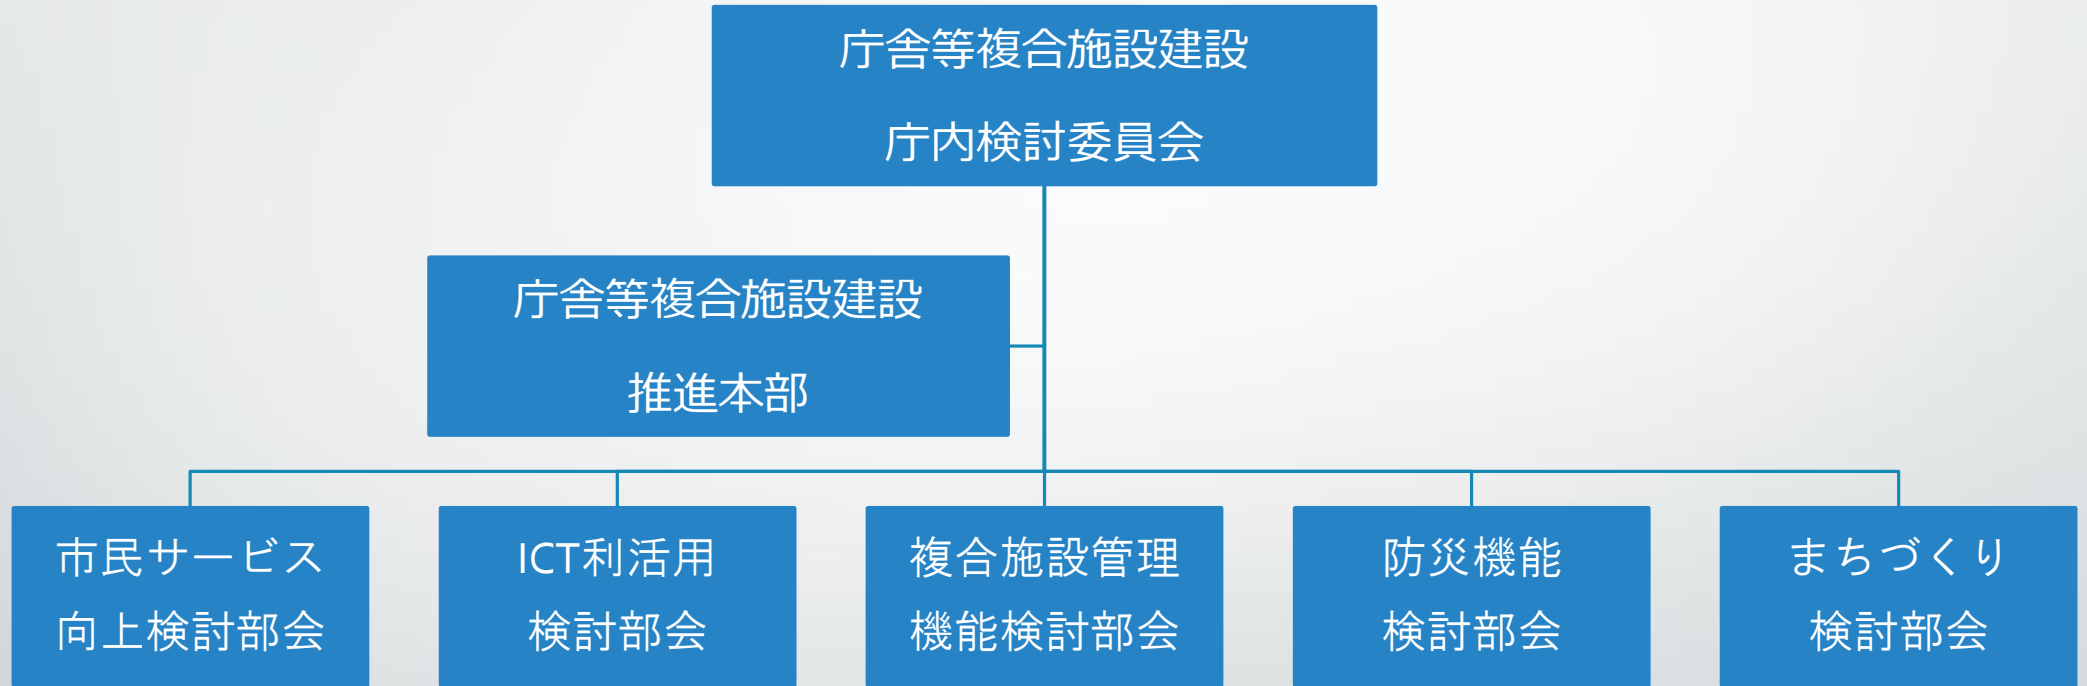 庁舎等複合施設建設
庁内検討委員会
庁舎等複合施設建設
推進本部
市民サービス
向上検討部会
ICT利活用
検討部会
複合施設管理
機能検討部会
防災機能
検討部会
まちづくり
検討部会